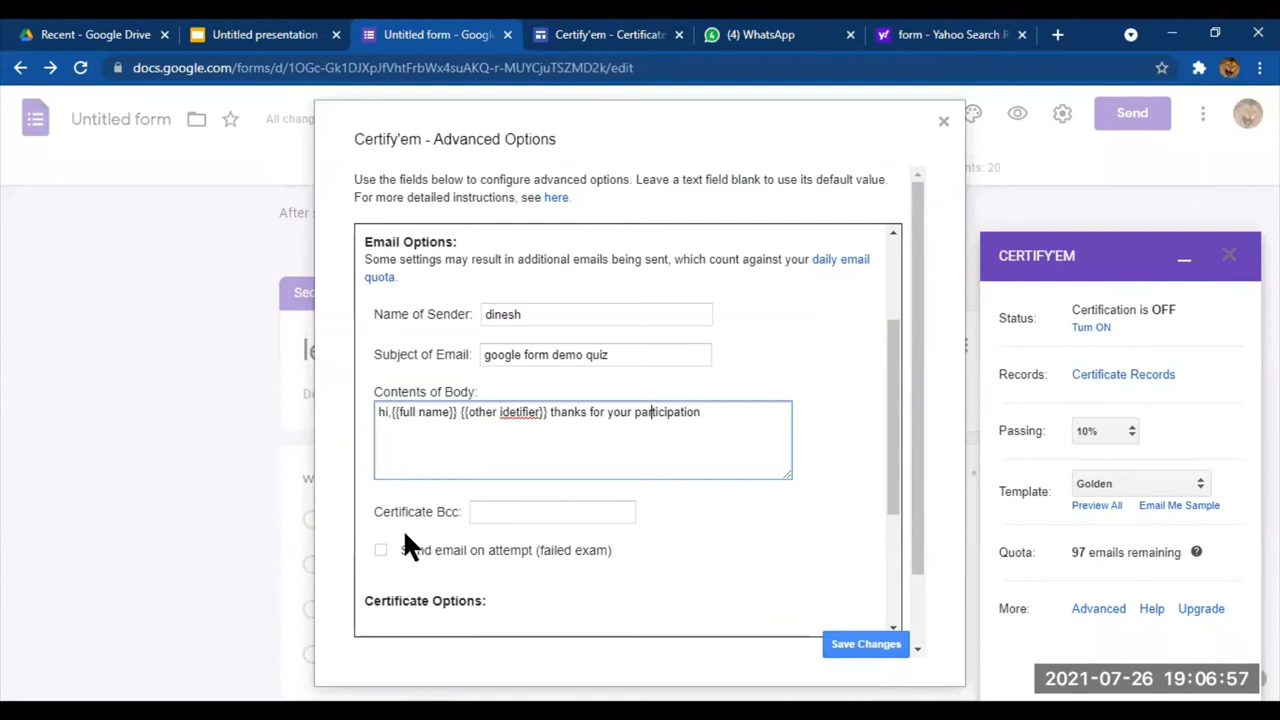 Recent - Google Drive
Untitled presentation
Untitled form - Goog
Certify'em - Certificate
(4) WhatsApp
form - Yahoo Search R
docs.google.com/forms/d/1OGc-Gk1DJXpJfVhtFrbWx4suAKQ-r-MUYCjuTSZMD2k/edit
Untitled form
All chang
Send
Certify'em - Advanced Options
Use the fields below to configure advanced options. Leave a text field blank to use its default value.
For more detailed instructions, see here.
nts: 20
After
Email Options:
Some settings may result in additional emails being sent, which count against your daily email
quota.
Sec
Name of Sender: dinesh
Subject of Email: google form demo quiz
Contents of Body:
hi,{{full name}} {{other idetifier}} thanks for your participation
Certificate Bcc:
Send email on attempt (failed exam)
Certificate Options:
Save Changes
CERTIFY'EM
Status: Certification is OFF
Turn ON
Records: Certificate Records
Passing: 10%
Template: Golden
Preview All Email Me Sample
Quota: 97 emails remaining
More: Advanced Help Upgrade
2021-07-26 19:06:57